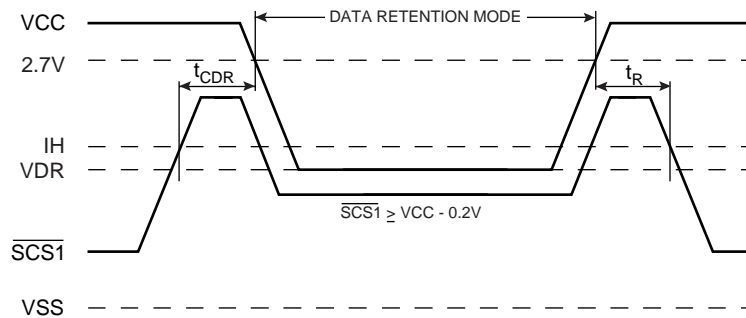 VCC
DATA RETENTION MODE
2.7V
tCDR
tR
IH
VDR
SCS1 ≥ VCC - 0.2V
SCS1
VSS